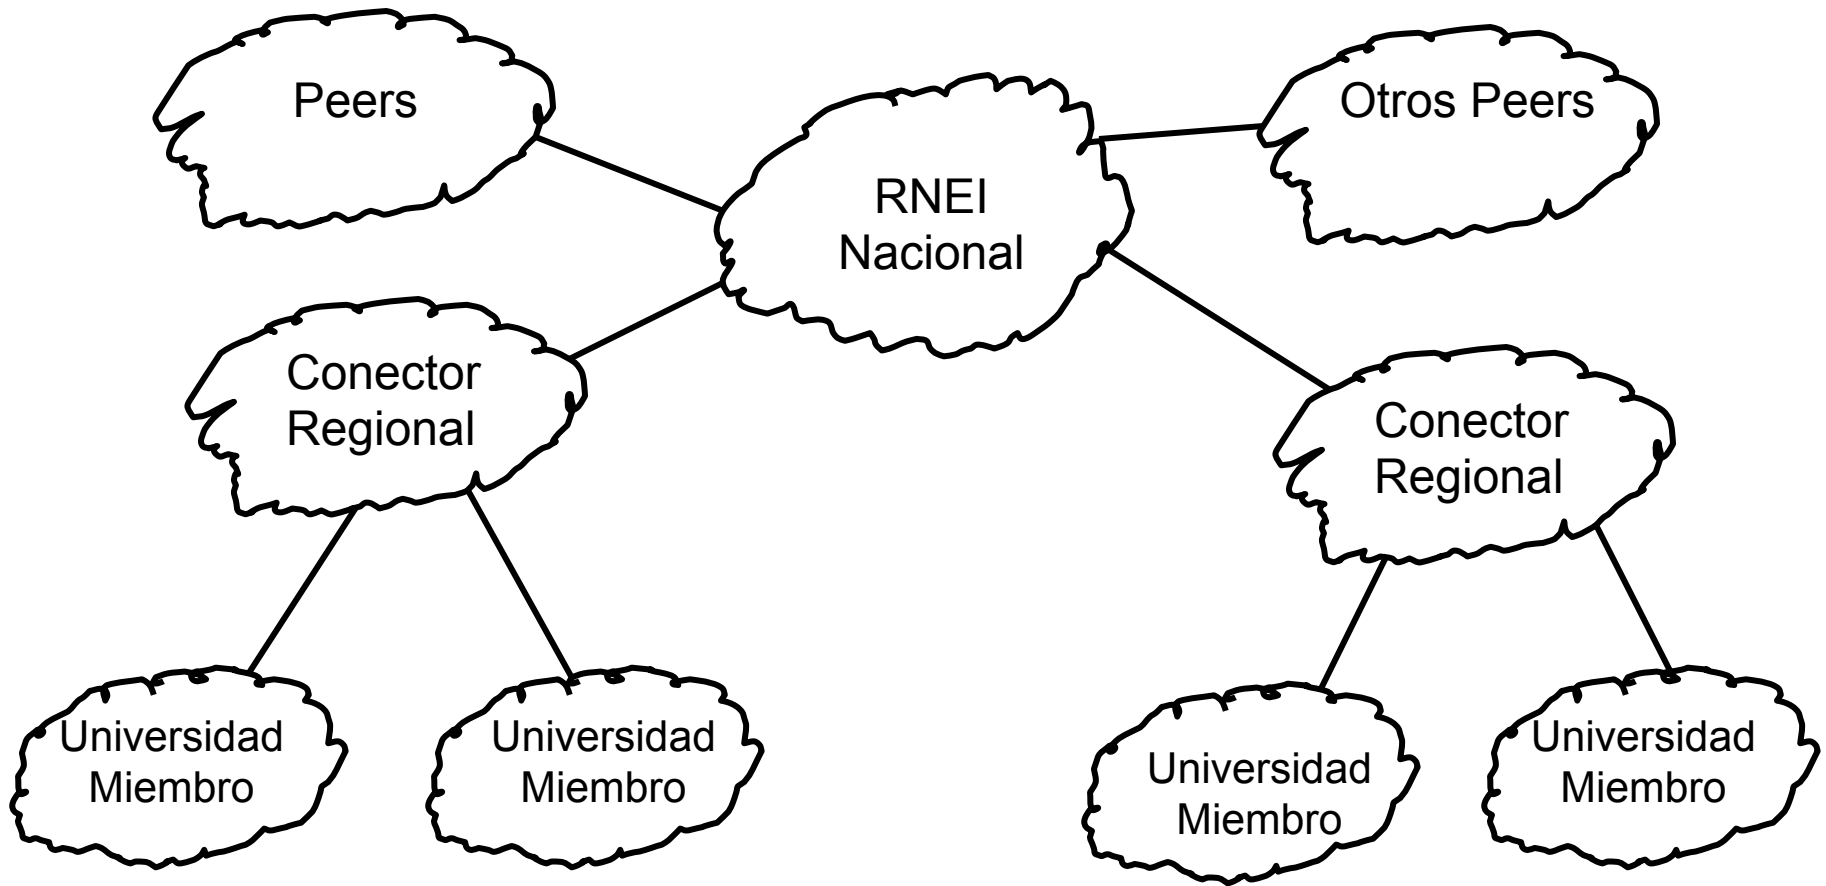 Peers
Otros Peers
RNEI
Nacional
Conector
Regional
Conector
Regional
Universidad
Miembro
Universidad
Miembro
Universidad
Miembro
Universidad
Miembro